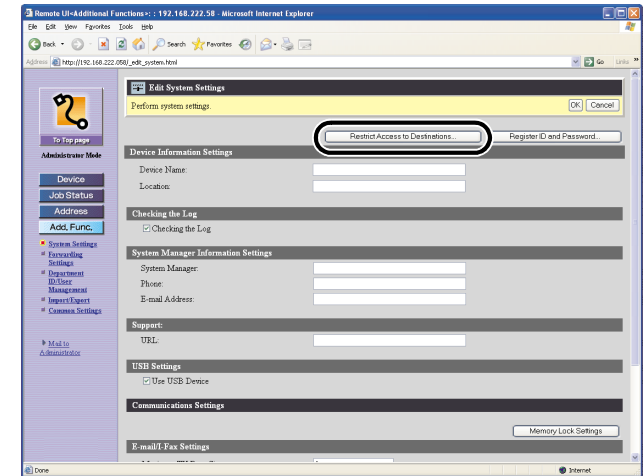 Remote UI<Additional Functions>: : 192.168.222.58 - Microsoft Internet Explorer
File Edit View Favorites Tools Help
Back Search Favorites
Address http://192.168.222.058/_edit_system.html Go Links »
To Top page
Administrator Mode
Device
Job Status
Address
Add. Func.
System Settings
Forwarding
Settings
Department
ID/User
Management
Import/Export
Common Settings
Mail to
Administrator
Edit System Settings
Perform system settings. OK Cancel
Restrict Access to Destinations... Register ID and Password...
Device Information Settings
Device Name:
Location:
Checking the Log
Checking the Log
System Manager Information Settings
System Manager:
Phone:
E-mail Address:
Support:
URL:
USB Settings
Use USB Device
Communications Settings
Memory Lock Settings
E-mail/I-Fax Settings
Done Internet